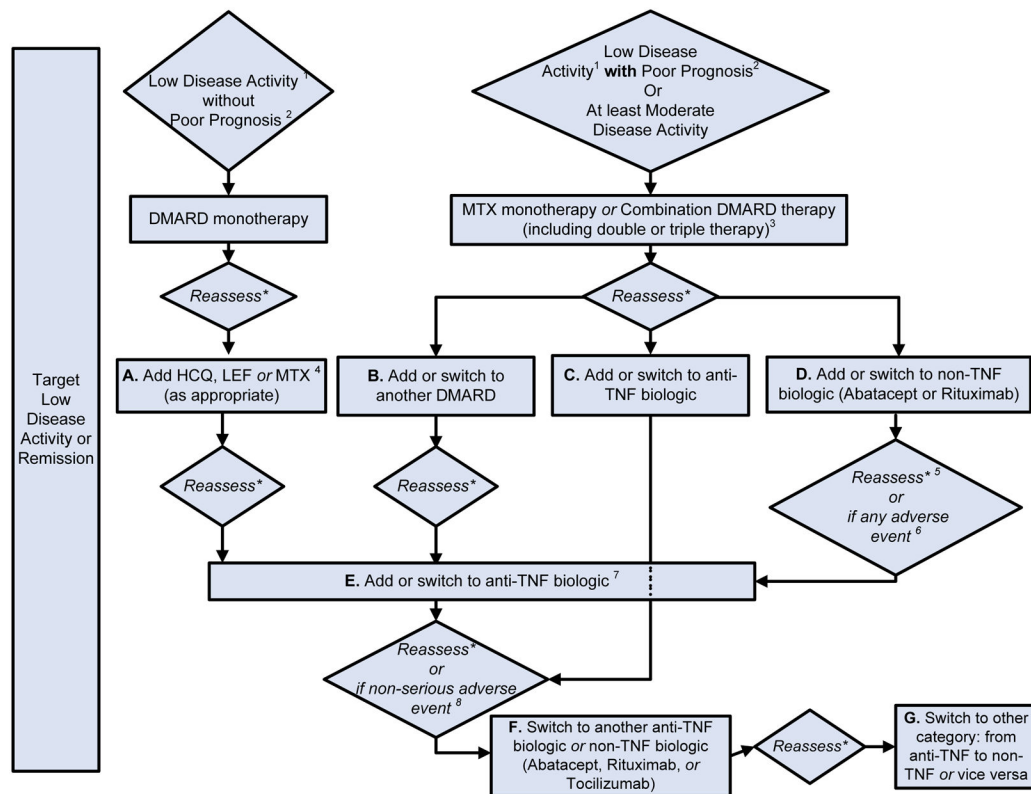 Target
Low
Disease
Activity or
Remission
Low Disease Activity 1
without
Poor Prognosis 2
DMARD monotherapy
Reassess*
A. Add HCQ, LEF or MTX 4
(as appropriate)
Reassess*
Low Disease
Activity1 with Poor Prognosis2
Or
At least Moderate
Disease Activity
MTX monotherapy or Combination DMARD therapy
(including double or triple therapy)3
Reassess*
B. Add or switch to
another DMARD
Reassess*
C. Add or switch to anti-
TNF biologic
D. Add or switch to non-TNF
biologic (Abatacept or Rituximab)
Reassess* 5
or
if any adverse
event 6
E. Add or switch to anti-TNF biologic 7
Reassess*
or
if non-serious adverse
event 8
F. Switch to another anti-TNF
biologic or non-TNF biologic
(Abatacept, Rituximab, or
Tocilizumab)
Reassess*
G. Switch to other
category: from
anti-TNF to non-
TNF or vice versa